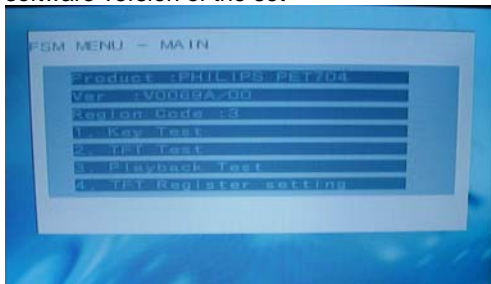 software version of the set
FSM MENU - MAIN
Product :PHILIPS PET704
Ver :V0069A/00
Region Code :3
1. Key Test
2. TFT Test
3. Playback Test
4. TFT Register setting